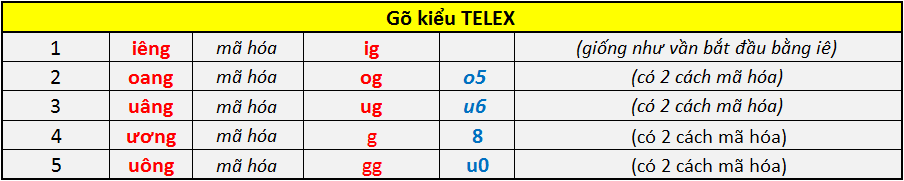 Gõ kiểu TELEX
1 iêng mã hóa ig (giống như vần bắt đầu bằng iê)
2 oang mã hóa og o5 (có 2 cách mã hóa)
3 uâng mã hóa ug u6 (có 2 cách mã hóa)
4 ương mã hóa g 8 (có 2 cách mã hóa)
5 uông mã hóa gg u0 (có 2 cách mã hóa)